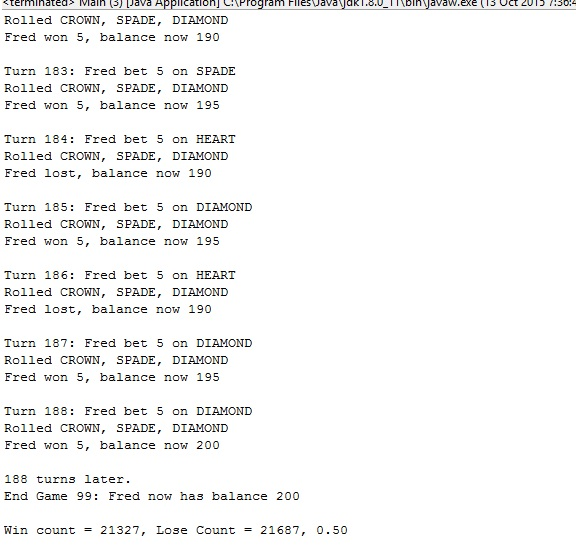 <terminated> Main (3) [Java Application] C:\Program Files\Java\jdk1.8.0_11\bin\javaw.exe (13 Oct 2015 7:36:4
Rolled CROWN, SPADE, DIAMOND
Fred won 5, balance now 190
Turn 183: Fred bet 5 on SPADE
Rolled CROWN, SPADE, DIAMOND
Fred won 5, balance now 195
Turn 184: Fred bet 5 on HEART
Rolled CROWN, SPADE, DIAMOND
Fred lost, balance now 190
Turn 185: Fred bet 5 on DIAMOND
Rolled CROWN, SPADE, DIAMOND
Fred won 5, balance now 195
Turn 186: Fred bet 5 on HEART
Rolled CROWN, SPADE, DIAMOND
Fred lost, balance now 190
Turn 187: Fred bet 5 on DIAMOND
Rolled CROWN, SPADE, DIAMOND
Fred won 5, balance now 195
Turn 188: Fred bet 5 on DIAMOND
Rolled CROWN, SPADE, DIAMOND
Fred won 5, balance now 200
188 turns later.
End Game 99: Fred now has balance 200
Win count = 21327, Lose Count = 21687, 0.50